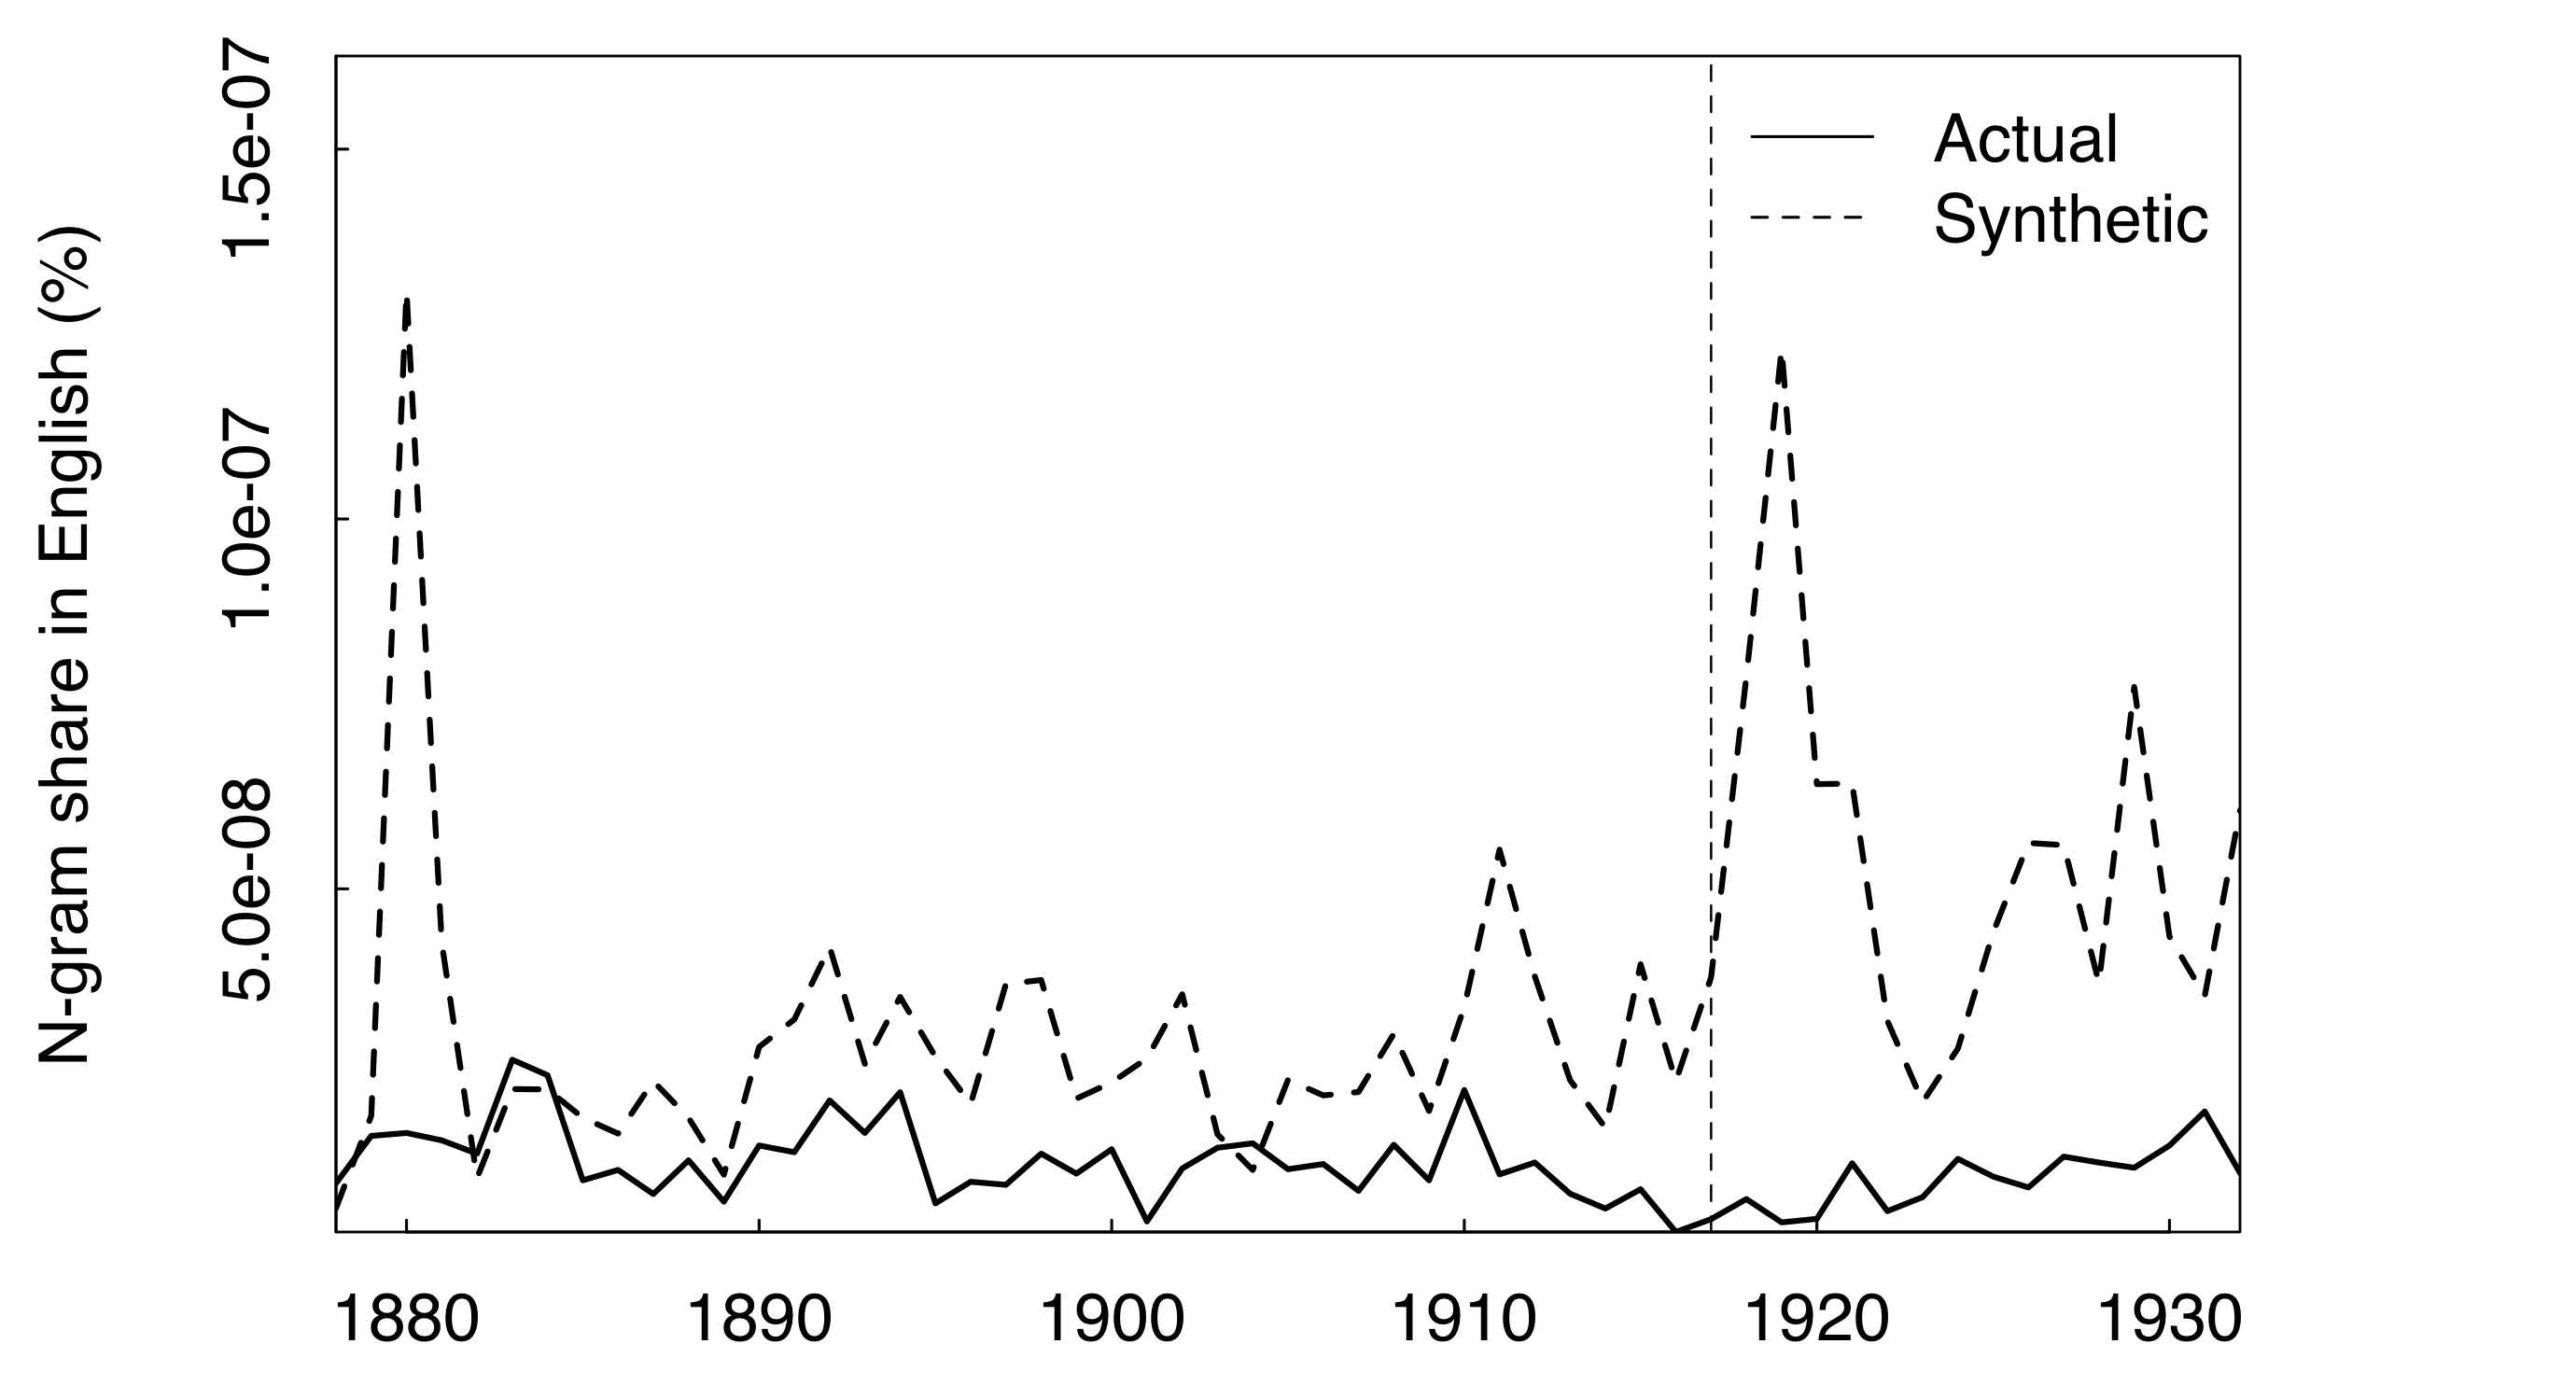 N-gram share in English (%)
1.5e-07
1.0e-07
5.0e-08
Actual
Synthetic
1880 1890 1900 1910 1920 1930